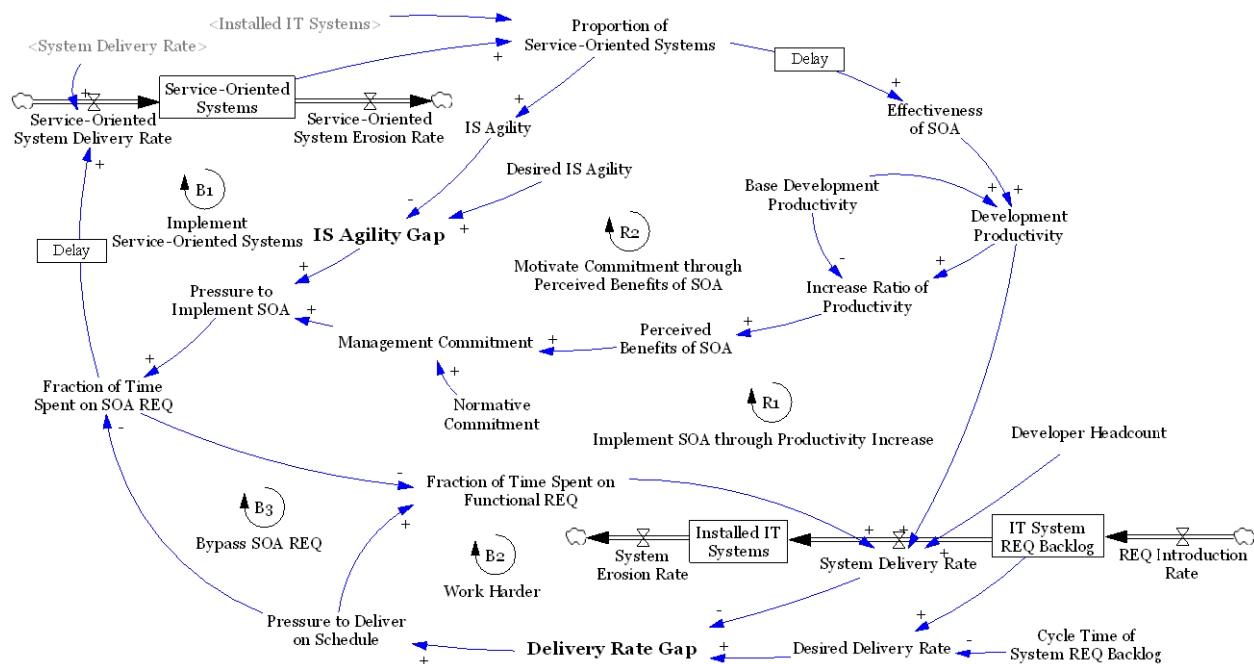 <Installed IT Systems>
Proportion of
Service-Oriented Systems
<System Delivery Rate>
+
Delay
+
+
Service-Oriented
Systems
+
+
Service-Oriented
System Delivery Rate
Service-Oriented
System Erosion Rate
Effectiveness
of SOA
IS Agility
+
Desired IS Agility
B1
Base Development
Productivity
+
+
-
Implement
Service-Oriented Systems
IS Agility Gap
+
R2
Development
Productivity
Delay
Motivate Commitment through
Perceived Benefits of SOA
-
+
+
Pressure to
Implement SOA
Increase Ratio of
Productivity
+
+
Management Commitment
+
Perceived
Benefits of SOA
+
+
Fraction of Time
Spent on SOA REQ
+
Normative
Commitment
R1
Implement SOA through Productivity Increase
Developer Headcount
-
-
Fraction of Time Spent on
Functional REQ
B3
Bypass SOA REQ
+
Installed IT
Systems
+
+
IT System
REQ Backlog
B2
System
Erosion Rate
System Delivery Rate
+
REQ Introduction
Rate
Work Harder
-
+
Pressure to Deliver
on Schedule
+
Delivery Rate Gap
+
Desired Delivery Rate
-
Cycle Time of
System REQ Backlog